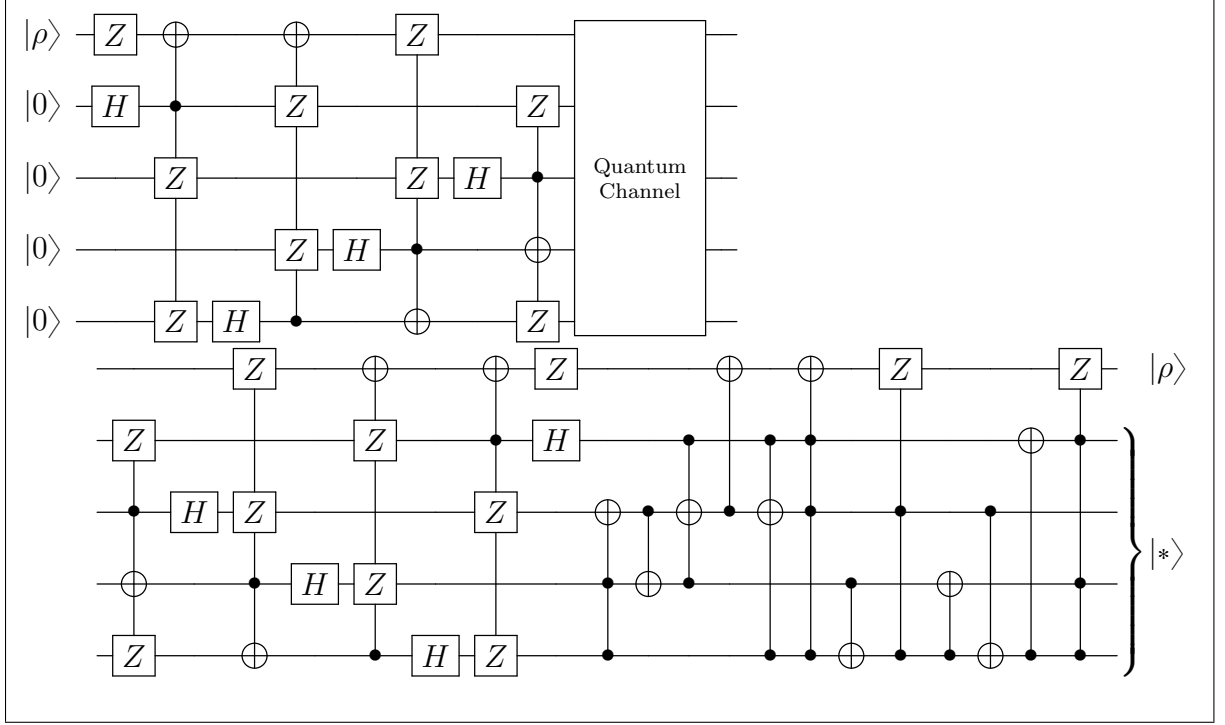 |ρ⟩ Z Z
|0⟩ H Z Z
|0⟩ Z Z H Quantum Channel
|0⟩ Z H
|0⟩ Z H Z
Z Z Z Z |ρ⟩
Z Z H
H Z Z |∗⟩
H Z
Z H Z